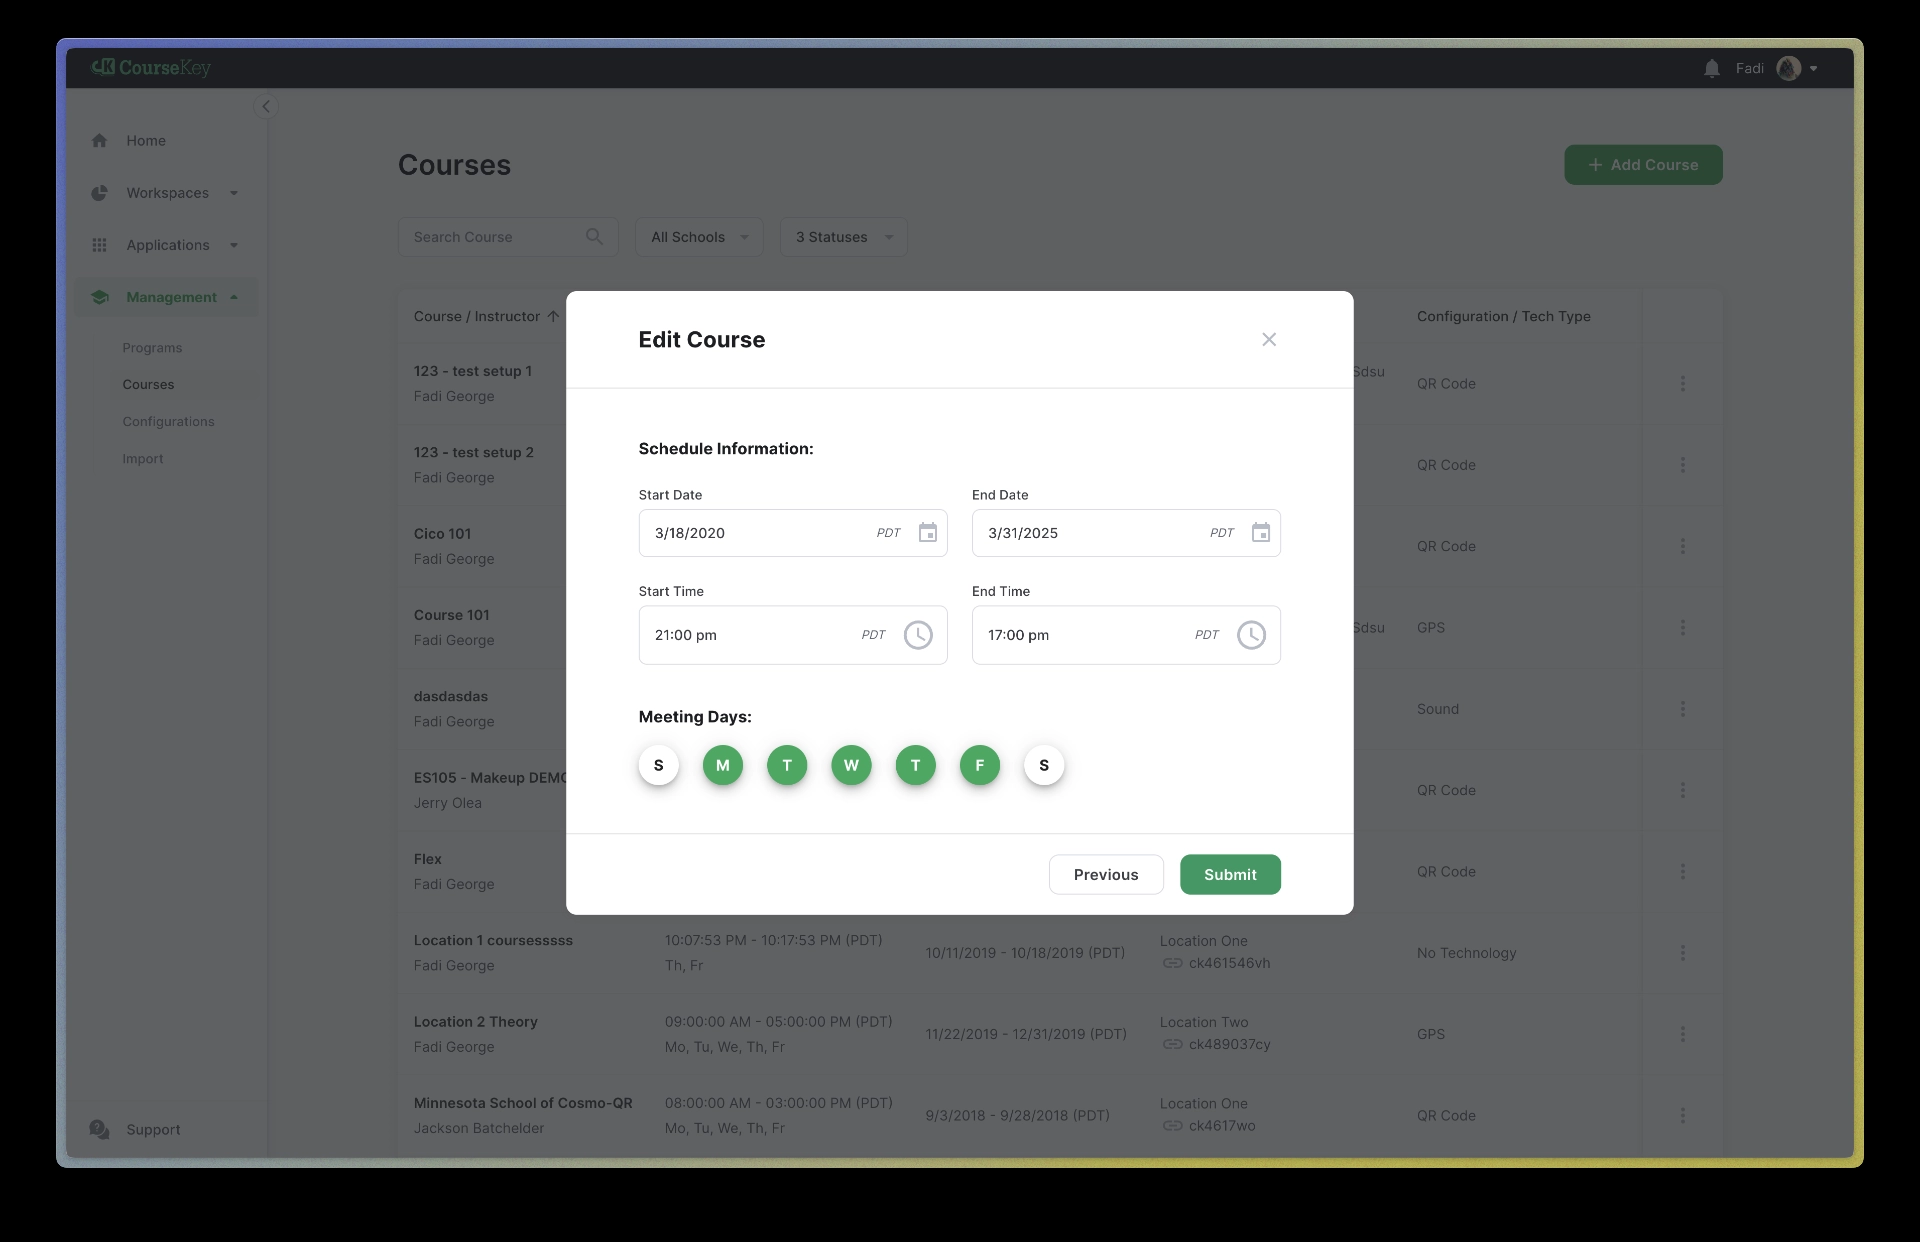 CK CourseKey
Fadi
Home
Workspaces
Applications
Management
Programs
Courses
Configurations
Import
Support
Courses
+ Add Course
Search Course
All Schools
3 Statuses
Course / Instructor
Configuration / Tech Type
123 - test setup 1
Fadi George
Sdsu
QR Code
123 - test setup 2
Fadi George
QR Code
Cico 101
Fadi George
QR Code
Course 101
Fadi George
Sdsu
GPS
dasdasdas
Fadi George
Sound
ES105 - Makeup DEMO
Jerry Olea
QR Code
Flex
Fadi George
QR Code
Location 1 coursesssss
Fadi George
10:07:53 PM - 10:17:53 PM (PDT)
Th, Fr
10/11/2019 - 10/18/2019 (PDT)
Location One
ck461546vh
No Technology
Location 2 Theory
Fadi George
09:00:00 AM - 05:00:00 PM (PDT)
Mo, Tu, We, Th, Fr
11/22/2019 - 12/31/2019 (PDT)
Location Two
ck489037cy
GPS
Minnesota School of Cosmo-QR
Jackson Batchelder
08:00:00 AM - 03:00:00 PM (PDT)
Mo, Tu, We, Th, Fr
9/3/2018 - 9/28/2018 (PDT)
Location One
ck4617wo
QR Code
Edit Course
Schedule Information:
Start Date
3/18/2020 PDT
End Date
3/31/2025 PDT
Start Time
21:00 pm PDT
End Time
17:00 pm PDT
Meeting Days:
S M T W T F S
Previous
Submit